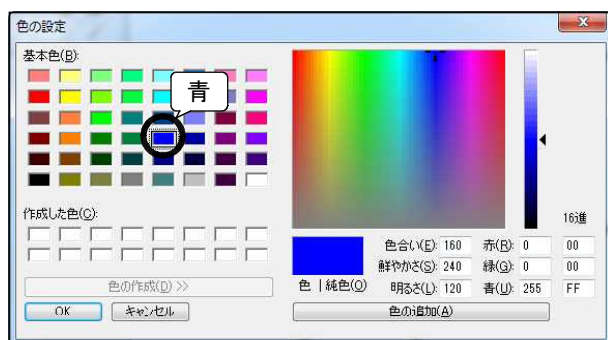 色の設定
基本色(B):
青
作成した色(C):
色の作成(D) >>
OK
キャンセル
16進
色合い(E): 160 赤(R): 0 00
鮮やかさ(S): 240 緑(G): 0 00
色 | 純色(O) 明るさ(L): 120 青(U): 255 FF
色の追加(A)